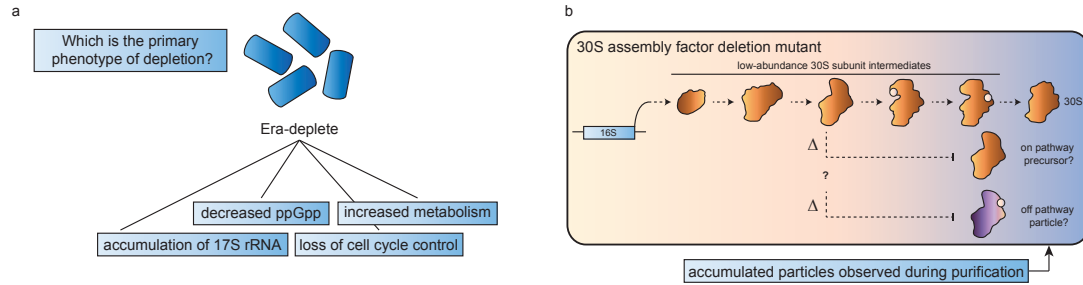 a
Which is the primary
phenotype of depletion?
Era-deplete
decreased ppGpp
increased metabolism
accumulation of 17S rRNA
loss of cell cycle control
b
30S assembly factor deletion mutant
low-abundance 30S subunit intermediates
16S
30S
Δ
on pathway
precursor?
?
Δ
off pathway
particle?
accumulated particles observed during purification